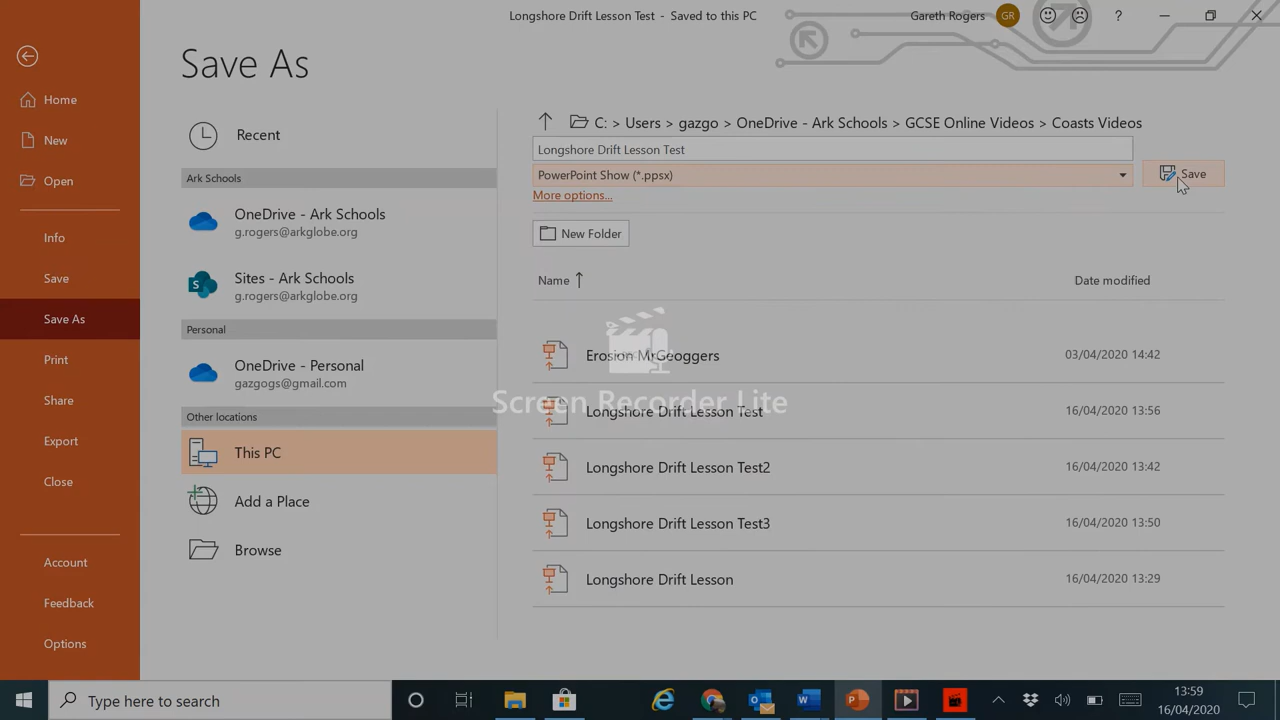 Longshore Drift Lesson Test - Saved to this PC
Gareth Rogers GR ?
Save As
Home
New
Open
Info
Save
Save As
Print
Share
Export
Close
Account
Feedback
Options
Recent
Ark Schools
OneDrive - Ark Schools
g.rogers@arkglobe.org
Sites - Ark Schools
g.rogers@arkglobe.org
Personal
OneDrive - Personal
gazgogs@gmail.com
Other locations
This PC
Add a Place
Browse
C: > Users > gazgo > OneDrive - Ark Schools > GCSE Online Videos > Coasts Videos
Longshore Drift Lesson Test
PowerPoint Show (*.ppsx)
Save
More options...
New Folder
Name ↑ Date modified
Erosion MrGeoggers 03/04/2020 14:42
Screen Recorder Lite
Longshore Drift Lesson Test 16/04/2020 13:56
Longshore Drift Lesson Test2 16/04/2020 13:42
Longshore Drift Lesson Test3 16/04/2020 13:50
Longshore Drift Lesson 16/04/2020 13:29
Type here to search
13:59
16/04/2020